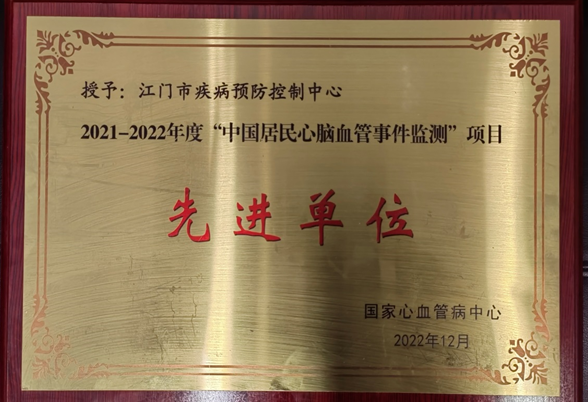 授予：江门市疾病预防控制中心
2021-2022年度“中国居民心脑血管事件监测”项目
先进单位
国家心血管病中心
2022年12月